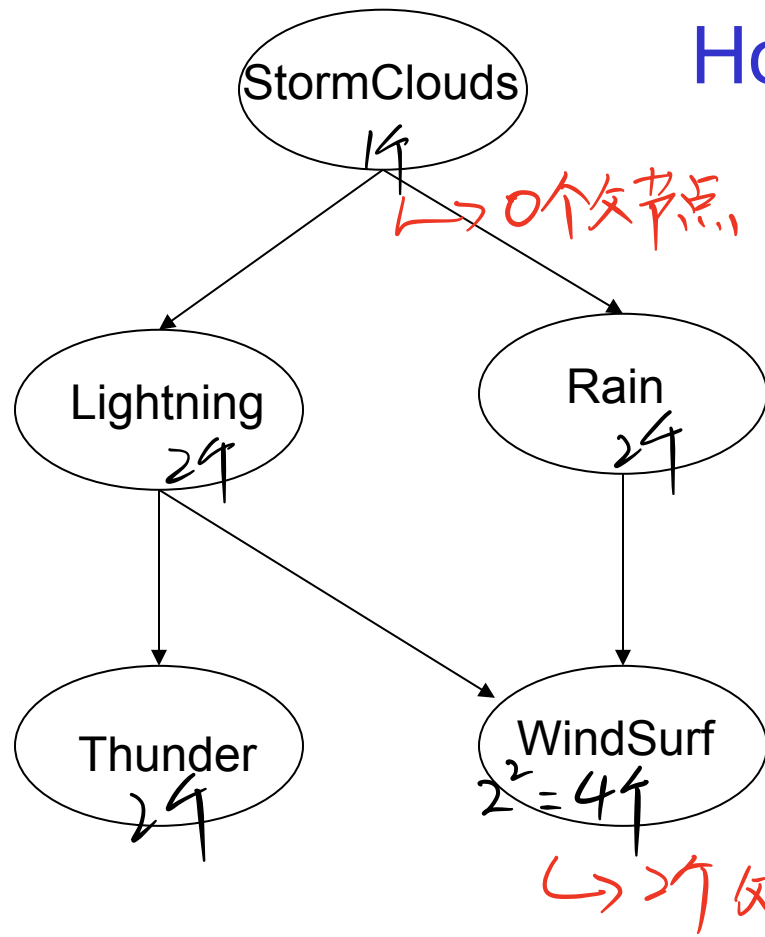 Ho
StormClouds
1个
↳ 0个父节点
Lightning
2个
Rain
2个
Thunder
2个
WindSurf
2²=4个
↳ 2个父